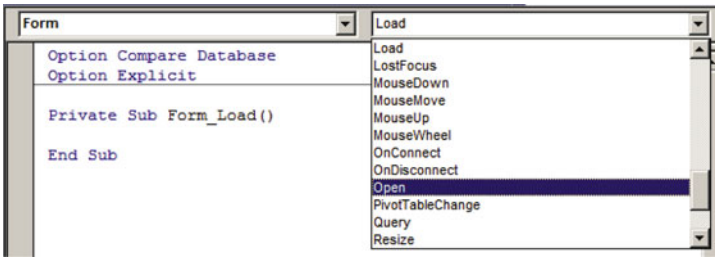 Form
Load
Option Compare Database
Option Explicit
Private Sub Form_Load()
End Sub
Load
LostFocus
MouseDown
MouseMove
MouseUp
MouseWheel
OnConnect
OnDisconnect
Open
PivotTableChange
Query
Resize